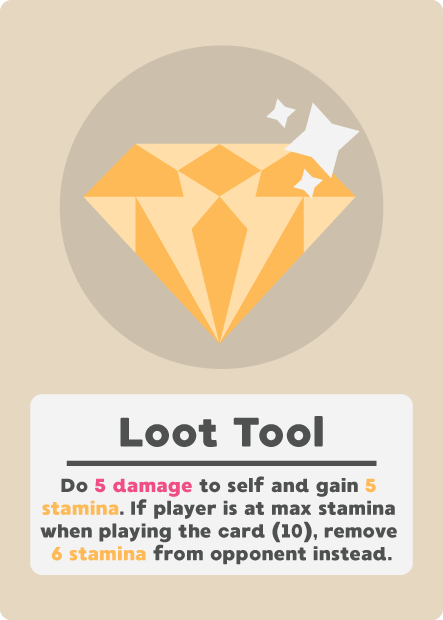 Loot Tool
Do 5 damage to self and gain 5
stamina. If player is at max stamina
when playing the card (10), remove
6 stamina from opponent instead.